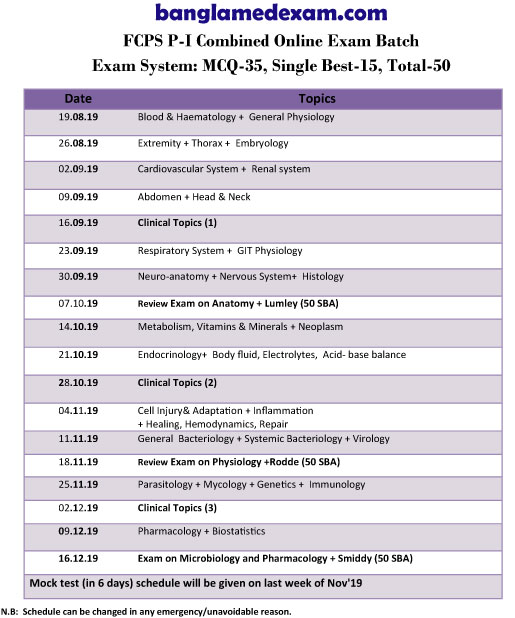 banglamedexam.com
FCPS P-I Combined Online Exam Batch
Exam System: MCQ-35, Single Best-15, Total-50
Date Topics
19.08.19 Blood & Haematology + General Physiology
26.08.19 Extremity + Thorax + Embryology
02.09.19 Cardiovascular System + Renal system
09.09.19 Abdomen + Head & Neck
16.09.19 Clinical Topics (1)
23.09.19 Respiratory System + GIT Physiology
30.09.19 Neuro-anatomy + Nervous System+ Histology
07.10.19 Review Exam on Anatomy + Lumley (50 SBA)
14.10.19 Metabolism, Vitamins & Minerals + Neoplasm
21.10.19 Endocrinology+ Body fluid, Electrolytes, Acid- base balance
28.10.19 Clinical Topics (2)
04.11.19 Cell Injury& Adaptation + Inflammation
+ Healing, Hemodynamics, Repair
11.11.19 General Bacteriology + Systemic Bacteriology + Virology
18.11.19 Review Exam on Physiology +Rodde (50 SBA)
25.11.19 Parasitology + Mycology + Genetics + Immunology
02.12.19 Clinical Topics (3)
09.12.19 Pharmacology + Biostatistics
16.12.19 Exam on Microbiology and Pharmacology + Smiddy (50 SBA)
Mock test (in 6 days) schedule will be given on last week of Nov'19
N.B: Schedule can be changed in any emergency/unavoidable reason.